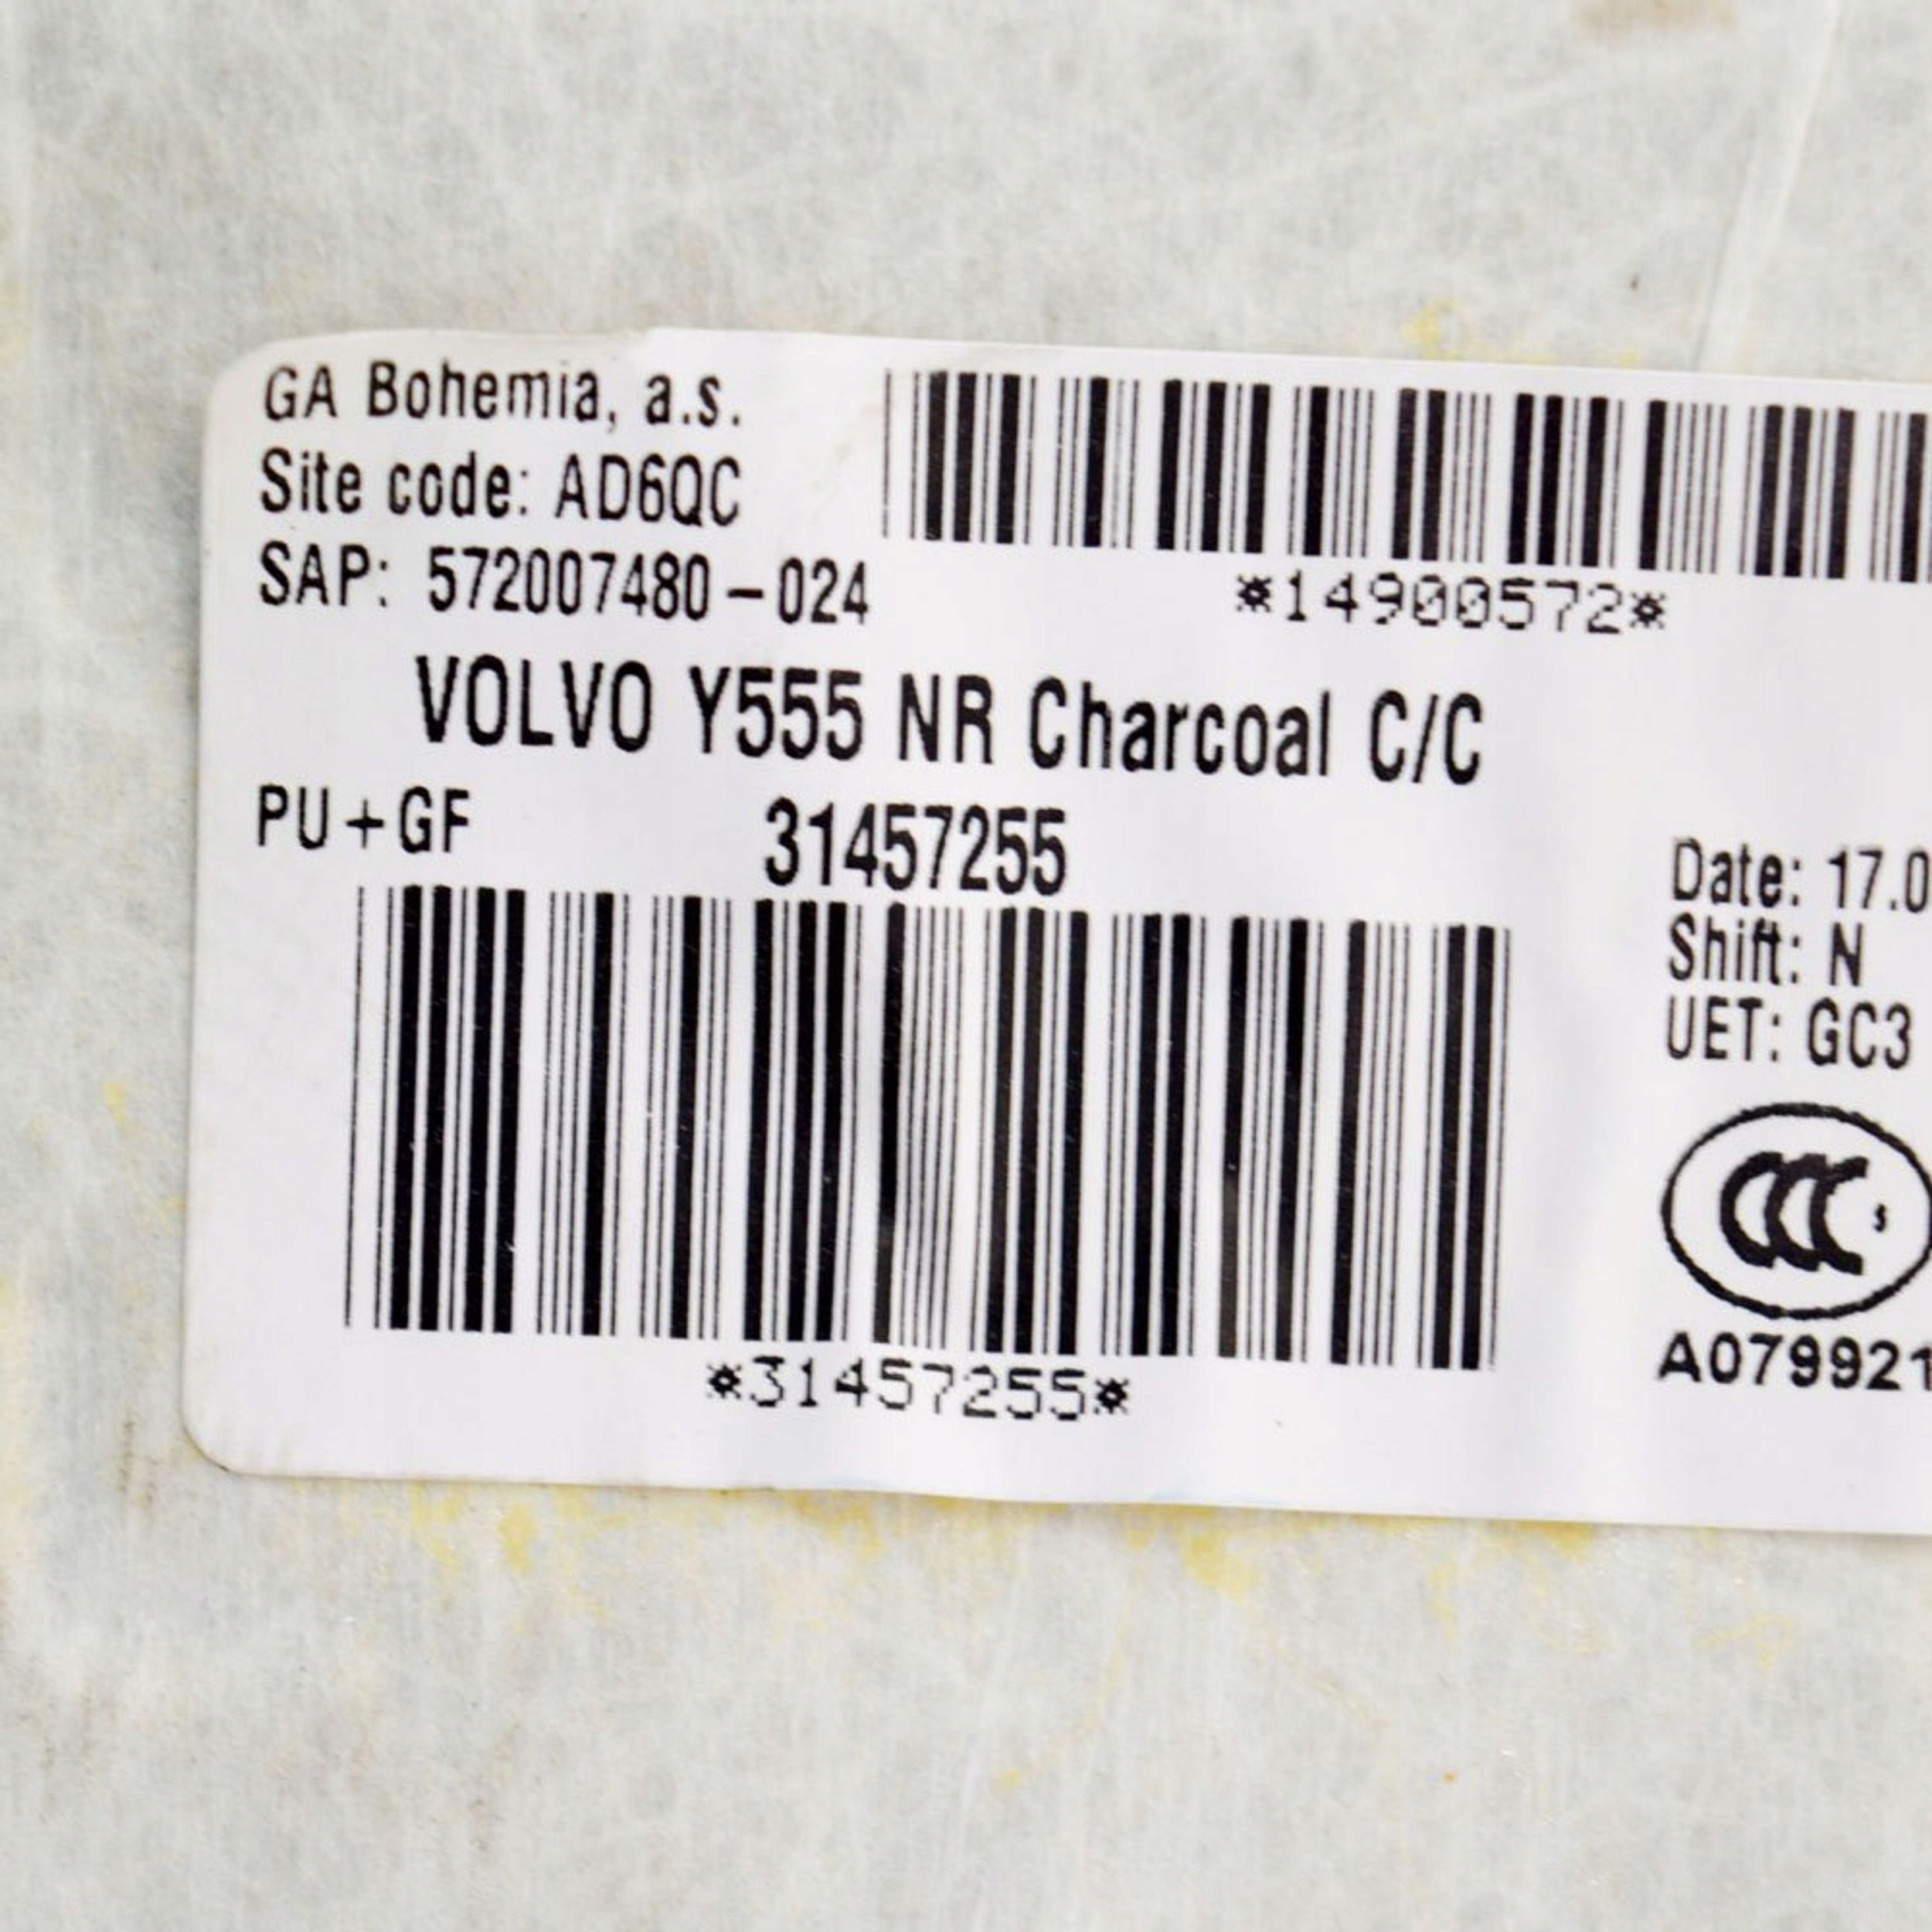 GA Bohemia, a.s.
Site code: AD6QC
SAP: 572007480-024
*14900572*
VOLVO Y555 NR Charcoal C/C
PU+GF 31457255
Date: 17.0
Shift: N
UET: GC3
CCC S
A079921
*31457255*